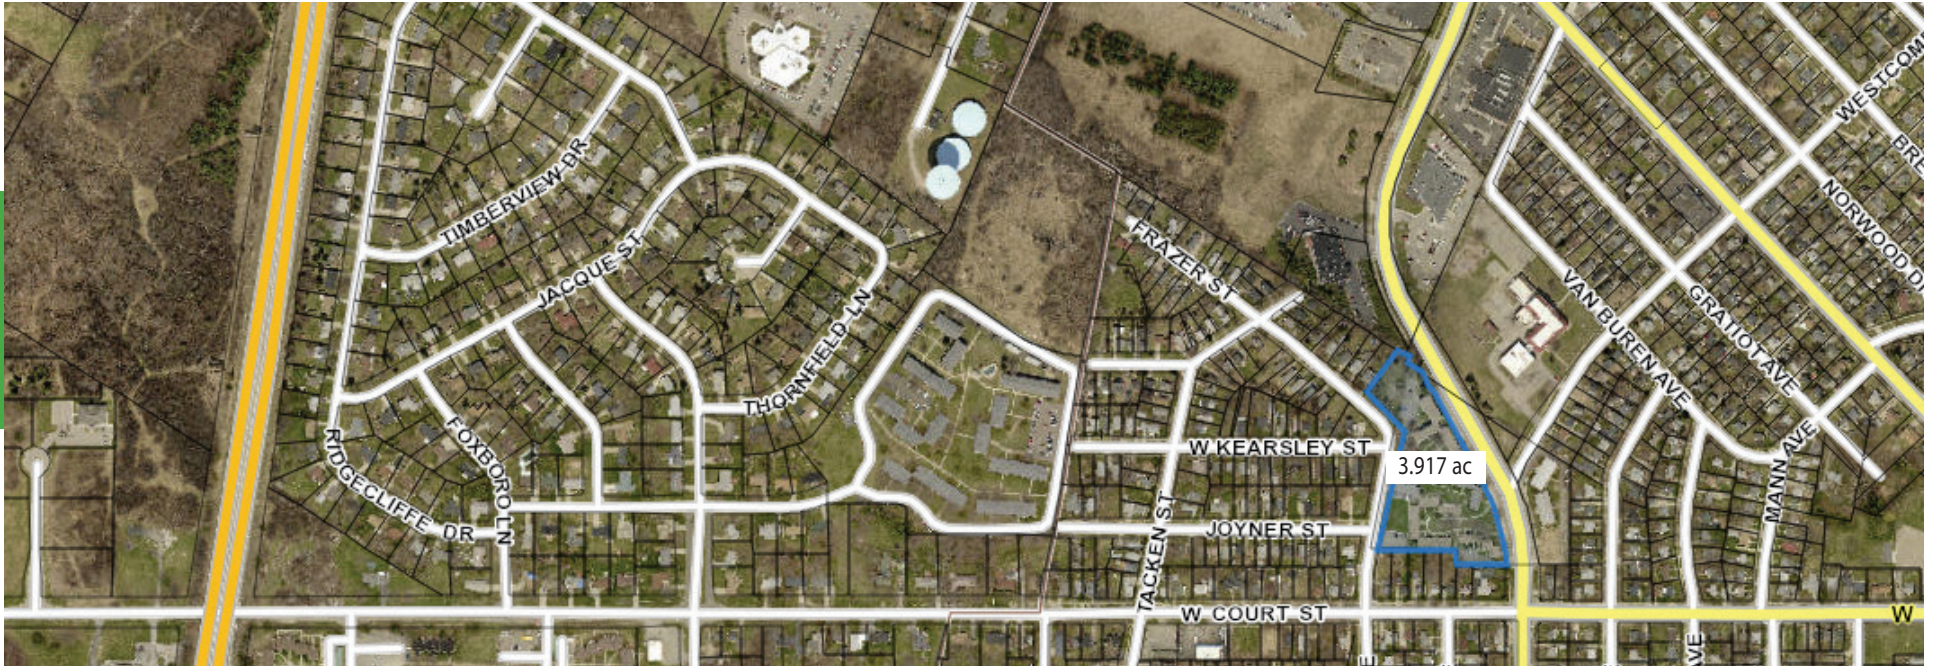 WESTCOM
BRE
TIMBERVIEW DR
NORWOOD D
FRAZER ST
JACQUE ST
VAN BUREN AVE
GRATIOT AVE
THORNFIELD LN
FOXBORO LN
RIDGECLIFFE DR
W KEARSLEY ST
3.917 ac
MANN AVE
JOYNER ST
TACKEN ST
W COURT ST
W
E
VE